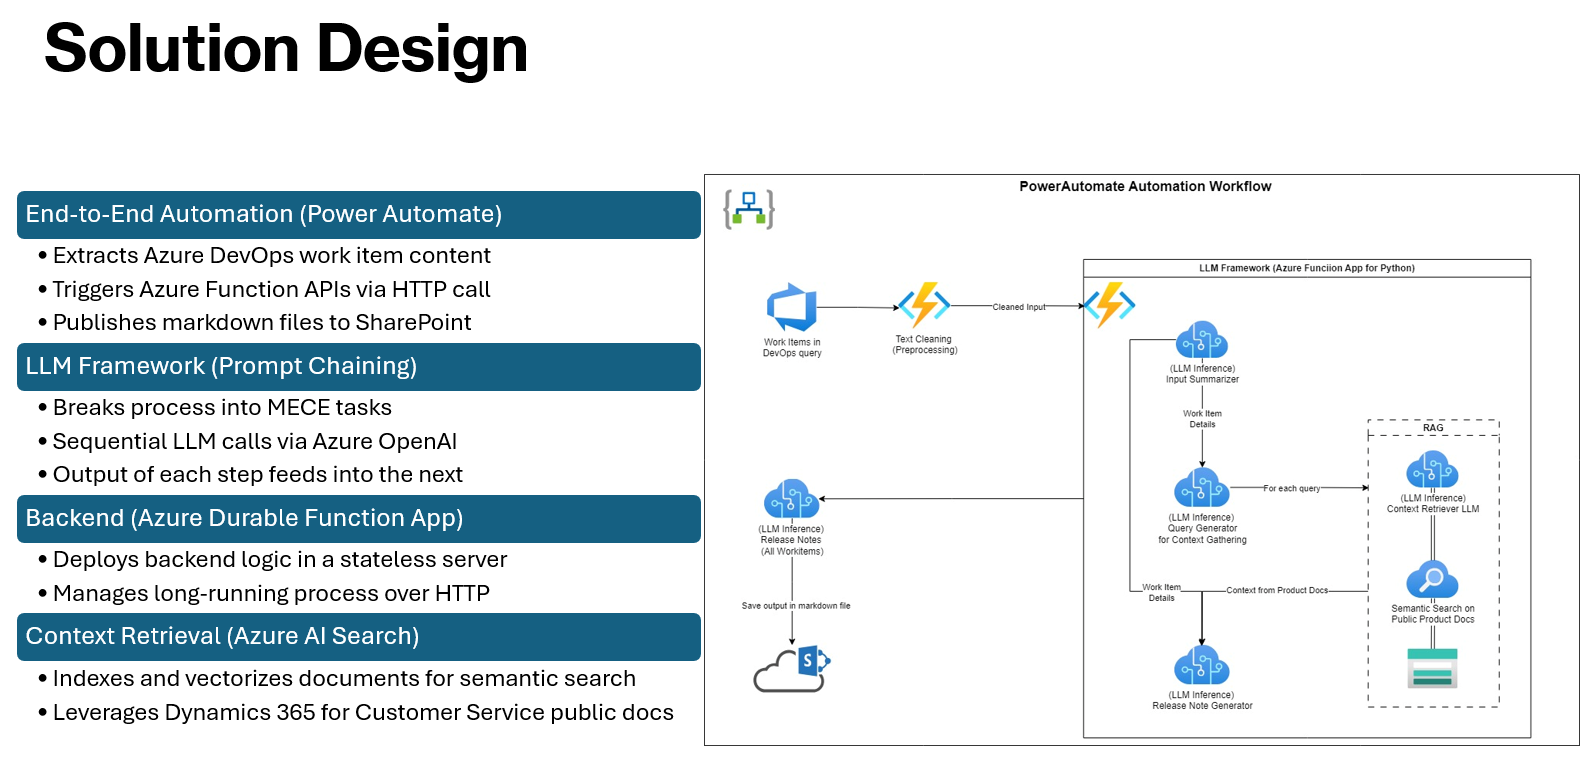 Solution Design
End-to-End Automation (Power Automate)
• Extracts Azure DevOps work item content
• Triggers Azure Function APIs via HTTP call
• Publishes markdown files to SharePoint
LLM Framework (Prompt Chaining)
• Breaks process into MECE tasks
• Sequential LLM calls via Azure OpenAI
• Output of each step feeds into the next
Backend (Azure Durable Function App)
• Deploys backend logic in a stateless server
• Manages long-running process over HTTP
Context Retrieval (Azure AI Search)
• Indexes and vectorizes documents for semantic search
• Leverages Dynamics 365 for Customer Service public docs
PowerAutomate Automation Workflow
Work Items in
DevOps query
Text Cleaning
(Preprocessing)
Cleaned Input
LLM Framework (Azure Funciion App for Python)
(LLM Inference)
Input Summarizer
Work Item
Details
(LLM Inference)
Query Generator
for Context Gathering
For each query
RAG
(LLM Inference)
Context Retriever LLM
Semantic Search on
Public Product Docs
Context from Product Docs
Work Item
Details
(LLM Inference)
Release Note Generator
(LLM Inference)
Release Notes
(All Workitems)
Save output in markdown file
S